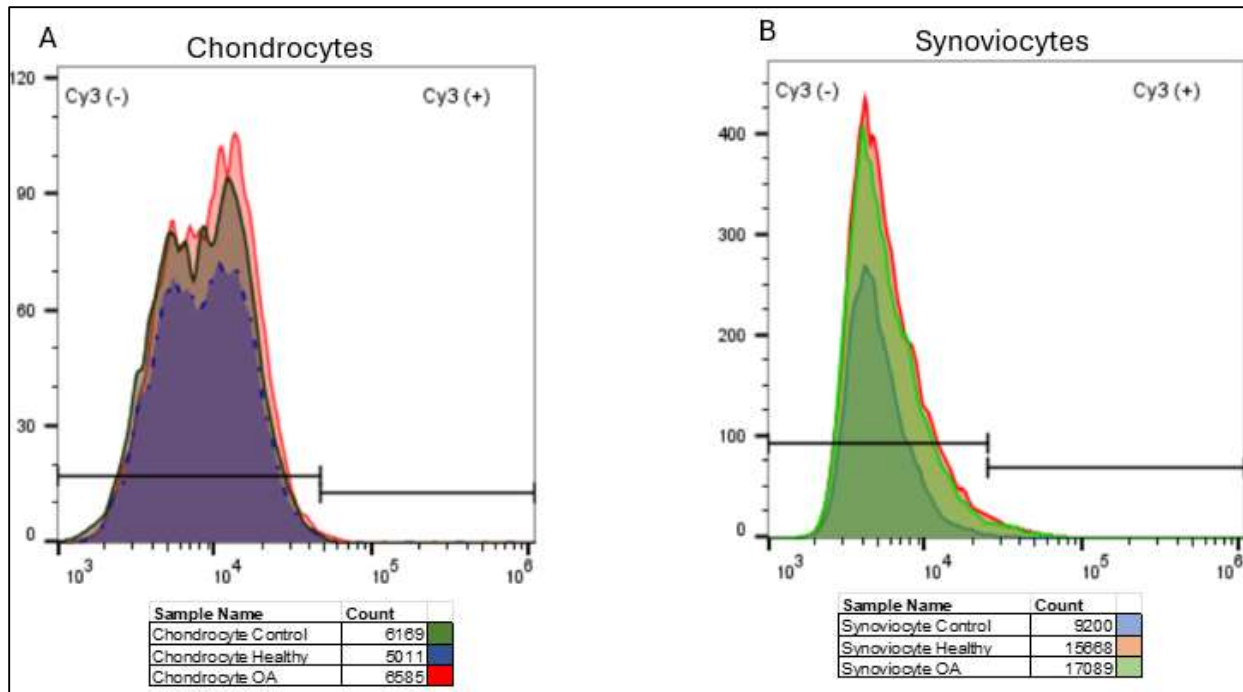 A
Chondrocytes
Cy3 (-)
Cy3 (+)
120
90
60
30
0
10³
10⁴
10⁵
10⁶
Sample Name Count
Chondrocyte Control 6169
Chondrocyte Healthy 5011
Chondrocyte OA 6585
B
Synoviocytes
Cy3 (-)
Cy3 (+)
400
300
200
100
0
10³
10⁴
10⁵
10⁶
Sample Name Count
Synoviocyte Control 9200
Synoviocyte Healthy 15668
Synoviocyte OA 17089